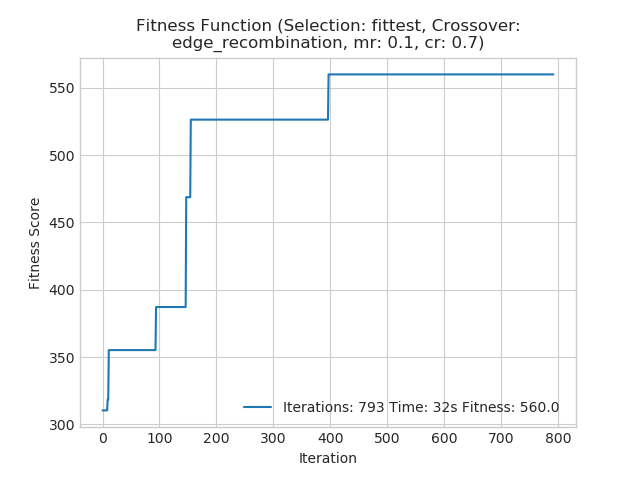 Fitness Function (Selection: fittest, Crossover:
edge_recombination, mr: 0.1, cr: 0.7)
Fitness Score
550
500
450
400
350
300
Iterations: 793 Time: 32s Fitness: 560.0
0 100 200 300 400 500 600 700 800
Iteration